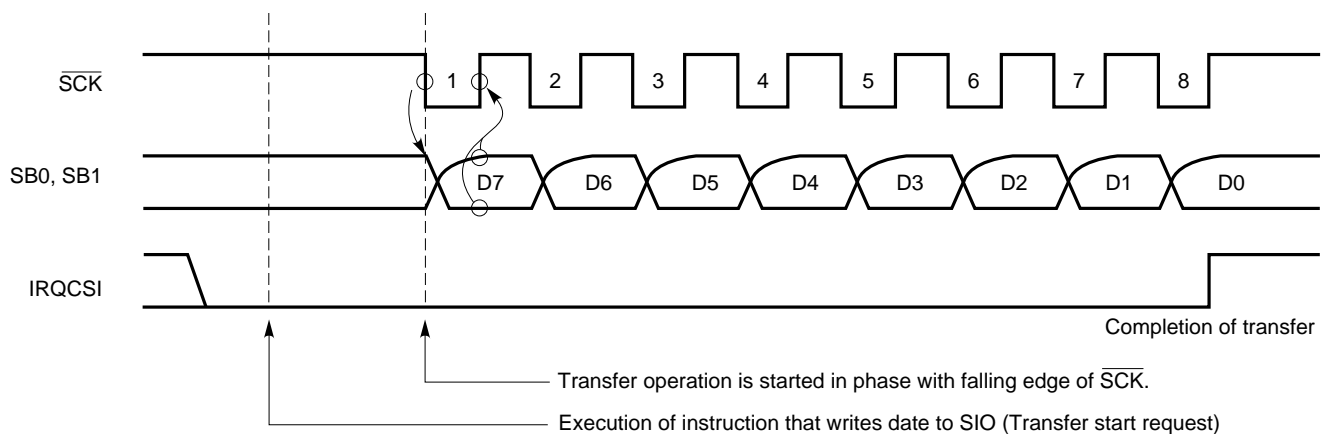 SCK
1 2 3 4 5 6 7 8
SB0, SB1
D7 D6 D5 D4 D3 D2 D1 D0
IRQCSI
Completion of transfer
Transfer operation is started in phase with falling edge of SCK.
Execution of instruction that writes date to SIO (Transfer start request)